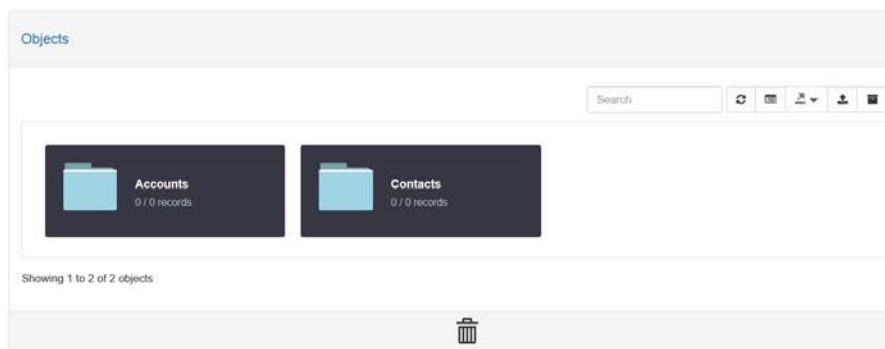 Objects
Search
Accounts
0 / 0 records
Contacts
0 / 0 records
Showing 1 to 2 of 2 objects